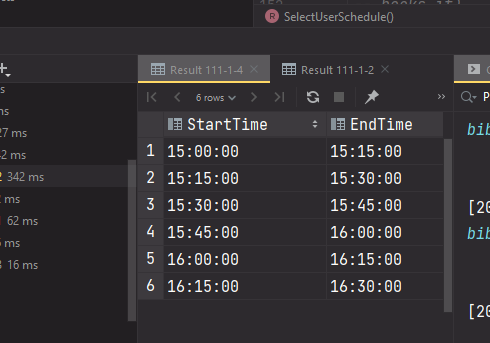 SelectUserSchedule()
Result 111-1-4 × Result 111-1-2 ×
6 rows
StartTime EndTime
27 ms
42 ms
1 15:00:00 15:15:00
2 342 ms
2 15:15:00 15:30:00
ms
3 15:30:00 15:45:00
62 ms
4 15:45:00 16:00:00
ms
5 16:00:00 16:15:00
16 ms
6 16:15:00 16:30:00
bib
[20
bib
[20